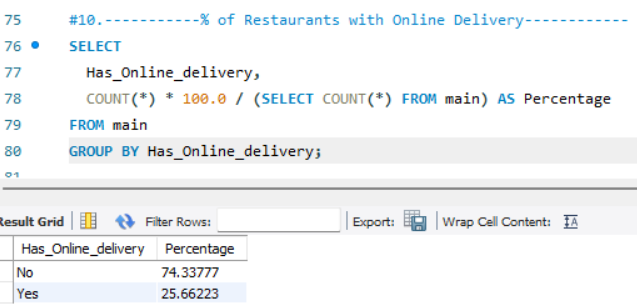 75 #10.-----------% of Restaurants with Online Delivery------------
76 SELECT
77 Has_Online_delivery,
78 COUNT(*) * 100.0 / (SELECT COUNT(*) FROM main) AS Percentage
79 FROM main
80 GROUP BY Has_Online_delivery;
81
Result Grid Filter Rows: Export: Wrap Cell Content: IA
Has_Online_delivery Percentage
No 74.33777
Yes 25.66223